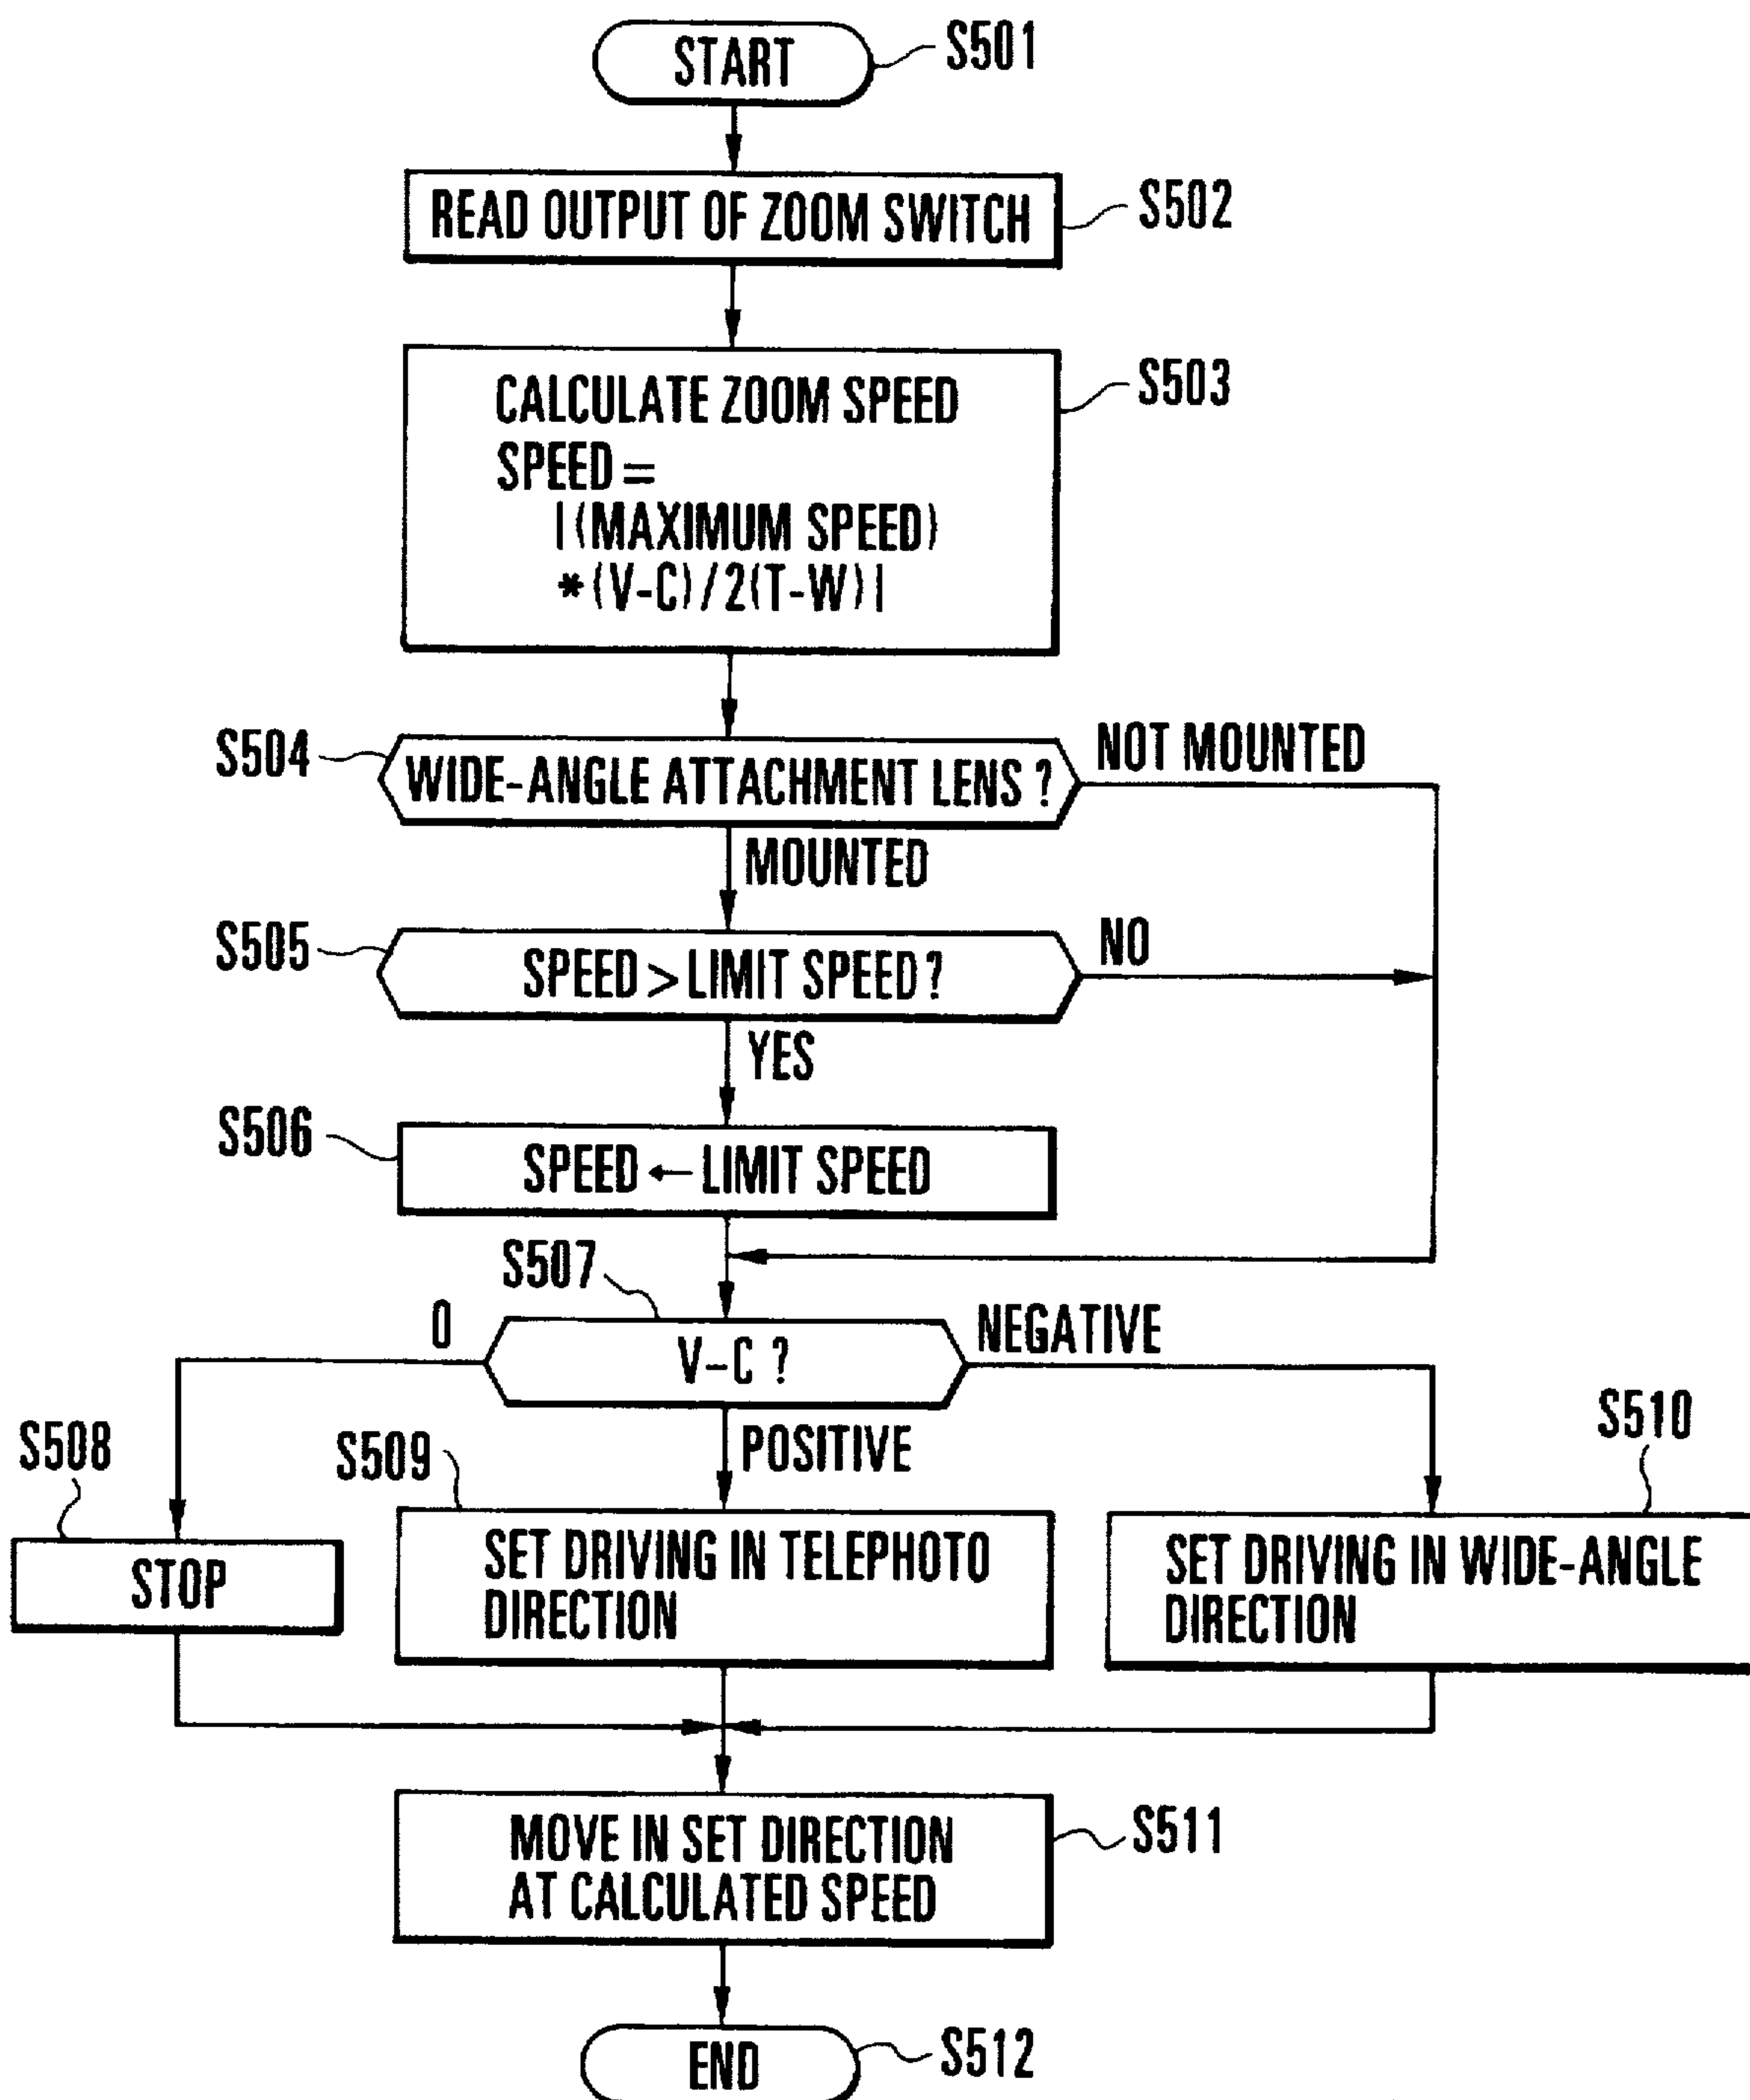 START
S501
READ OUTPUT OF ZOOM SWITCH
S502
CALCULATE ZOOM SPEED
SPEED =
|(MAXIMUM SPEED)
*(V-C)/2(T-W)|
S503
S504
WIDE-ANGLE ATTACHMENT LENS ?
NOT MOUNTED
MOUNTED
S505
SPEED > LIMIT SPEED ?
NO
YES
S506
SPEED ← LIMIT SPEED
S507
0
V-C ?
NEGATIVE
POSITIVE
S508
STOP
S509
SET DRIVING IN TELEPHOTO
DIRECTION
S510
SET DRIVING IN WIDE-ANGLE
DIRECTION
MOVE IN SET DIRECTION
AT CALCULATED SPEED
S511
END
S512